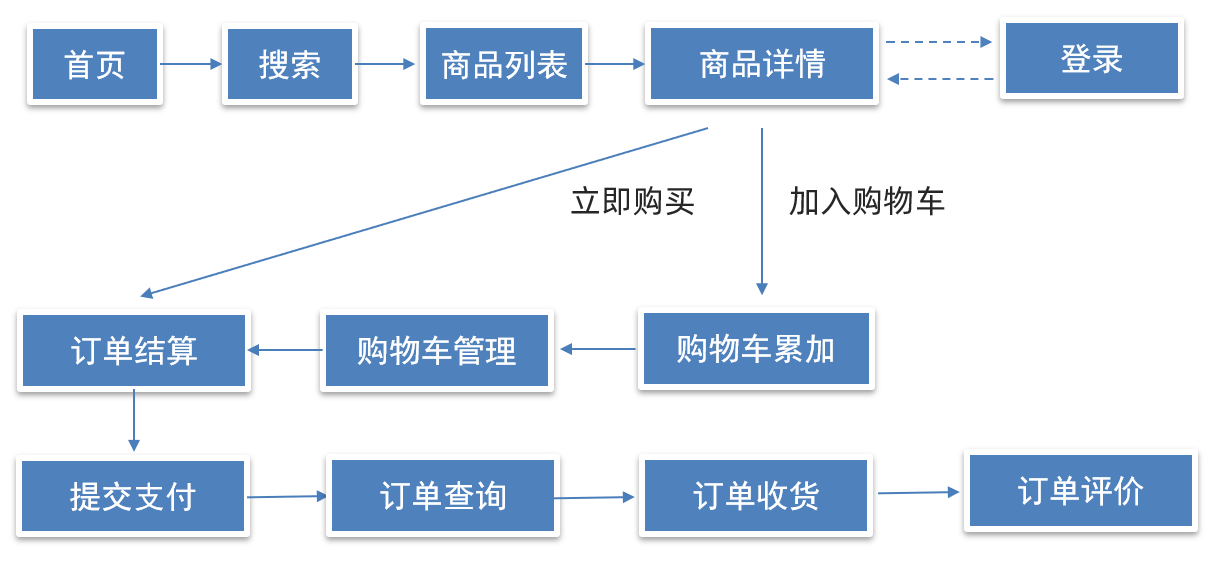 首页
搜索
商品列表
商品详情
登录
立即购买
加入购物车
订单结算
购物车管理
购物车累加
提交支付
订单查询
订单收货
订单评价